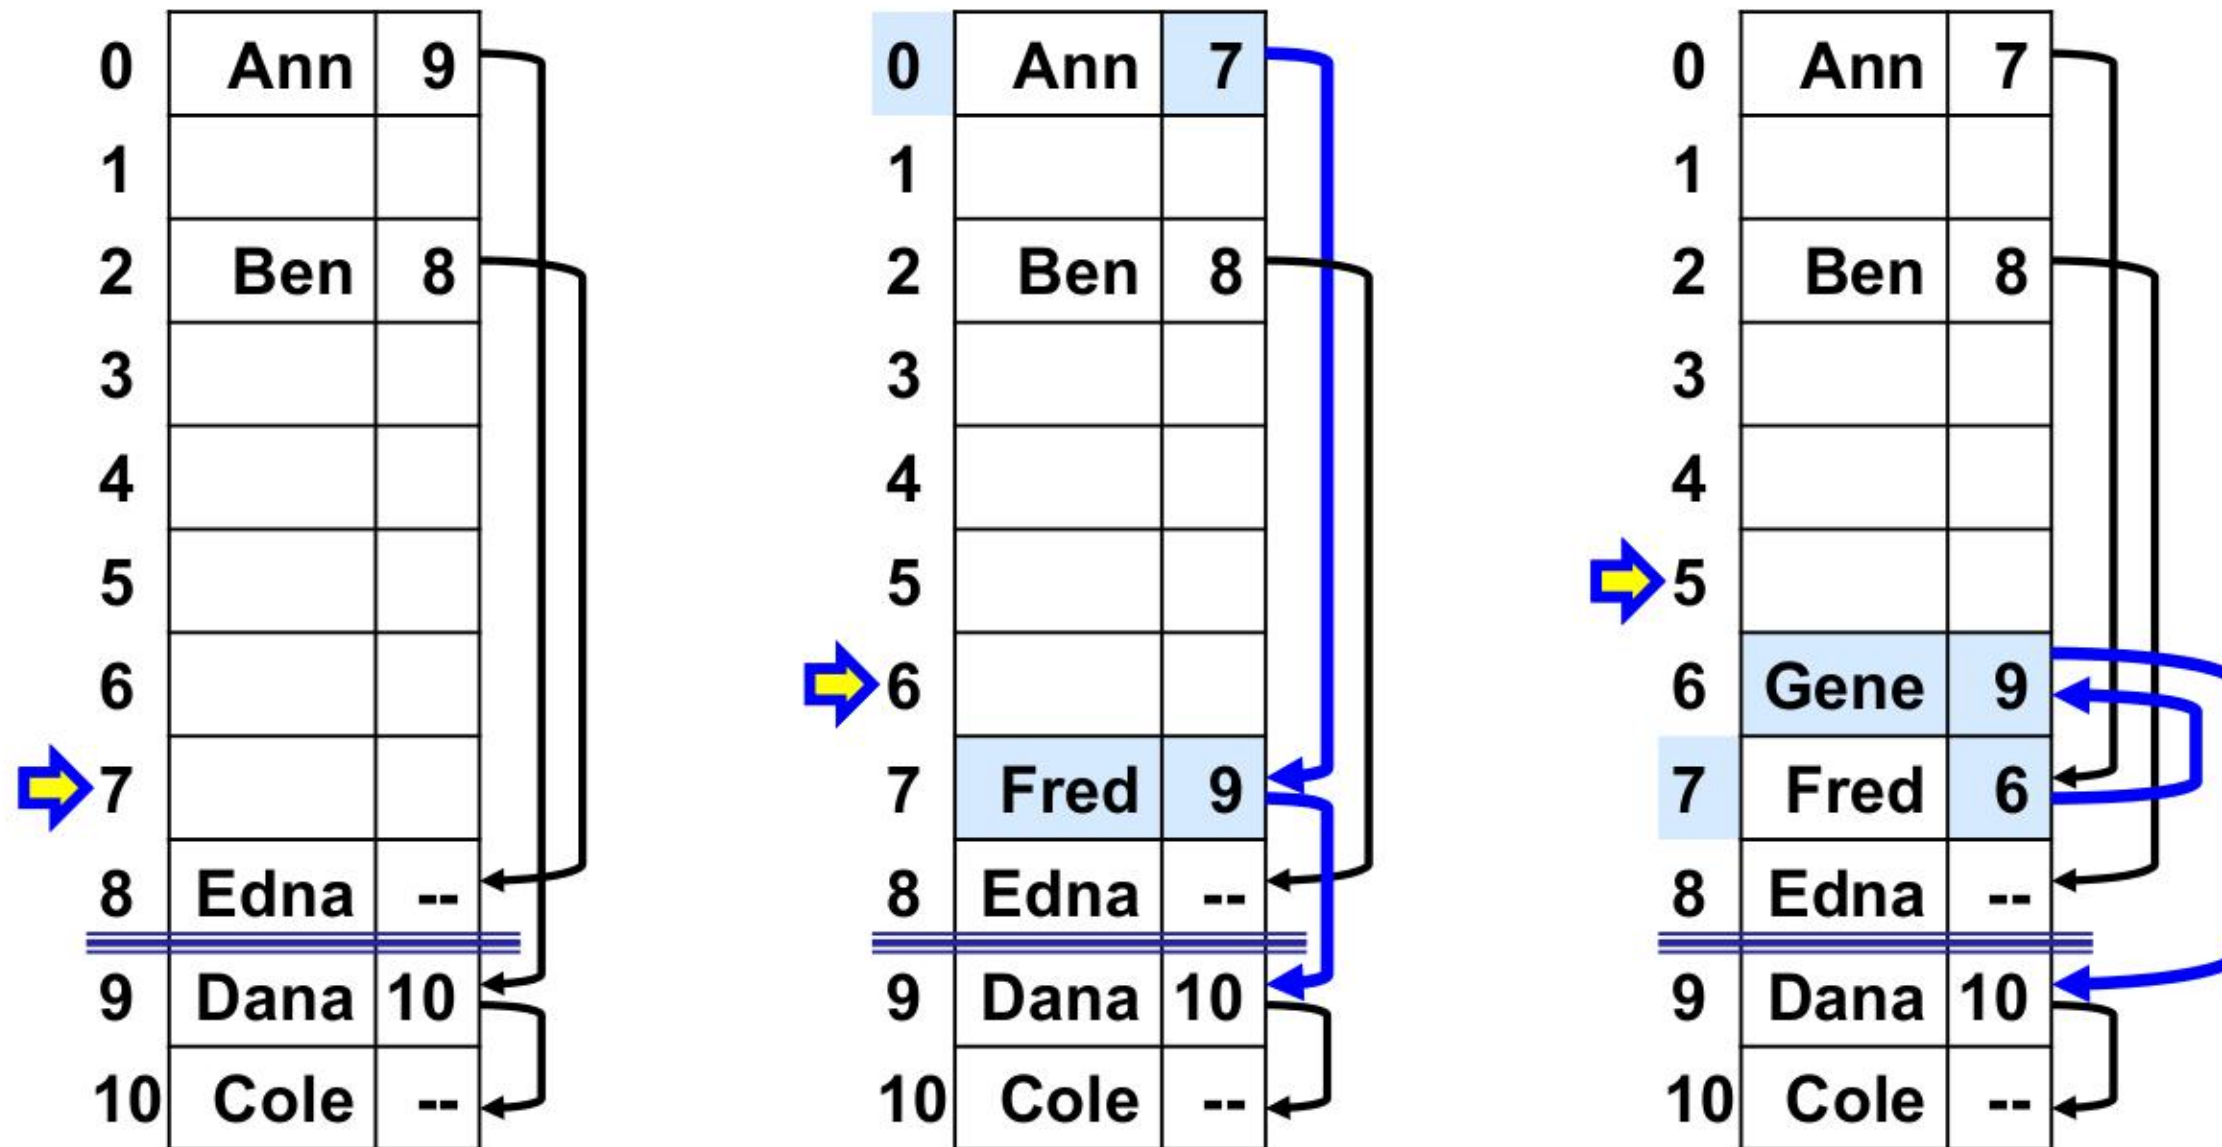 0 Ann 9
1
2 Ben 8
3
4
5
6
7
8 Edna --
9 Dana 10
10 Cole --
0 Ann 7
1
2 Ben 8
3
4
5
6
7 Fred 9
8 Edna --
9 Dana 10
10 Cole --
0 Ann 7
1
2 Ben 8
3
4
5
6 Gene 9
7 Fred 6
8 Edna --
9 Dana 10
10 Cole --